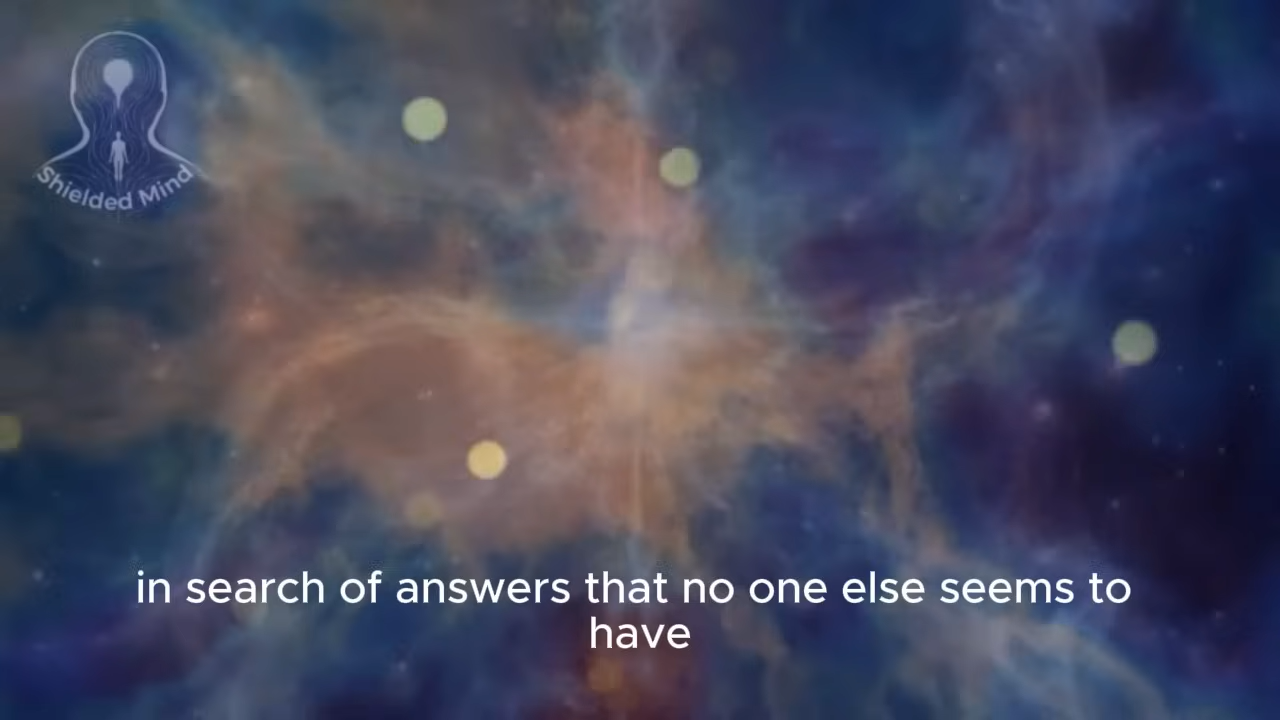 Shielded Mind
in search of answers that no one else seems to
have